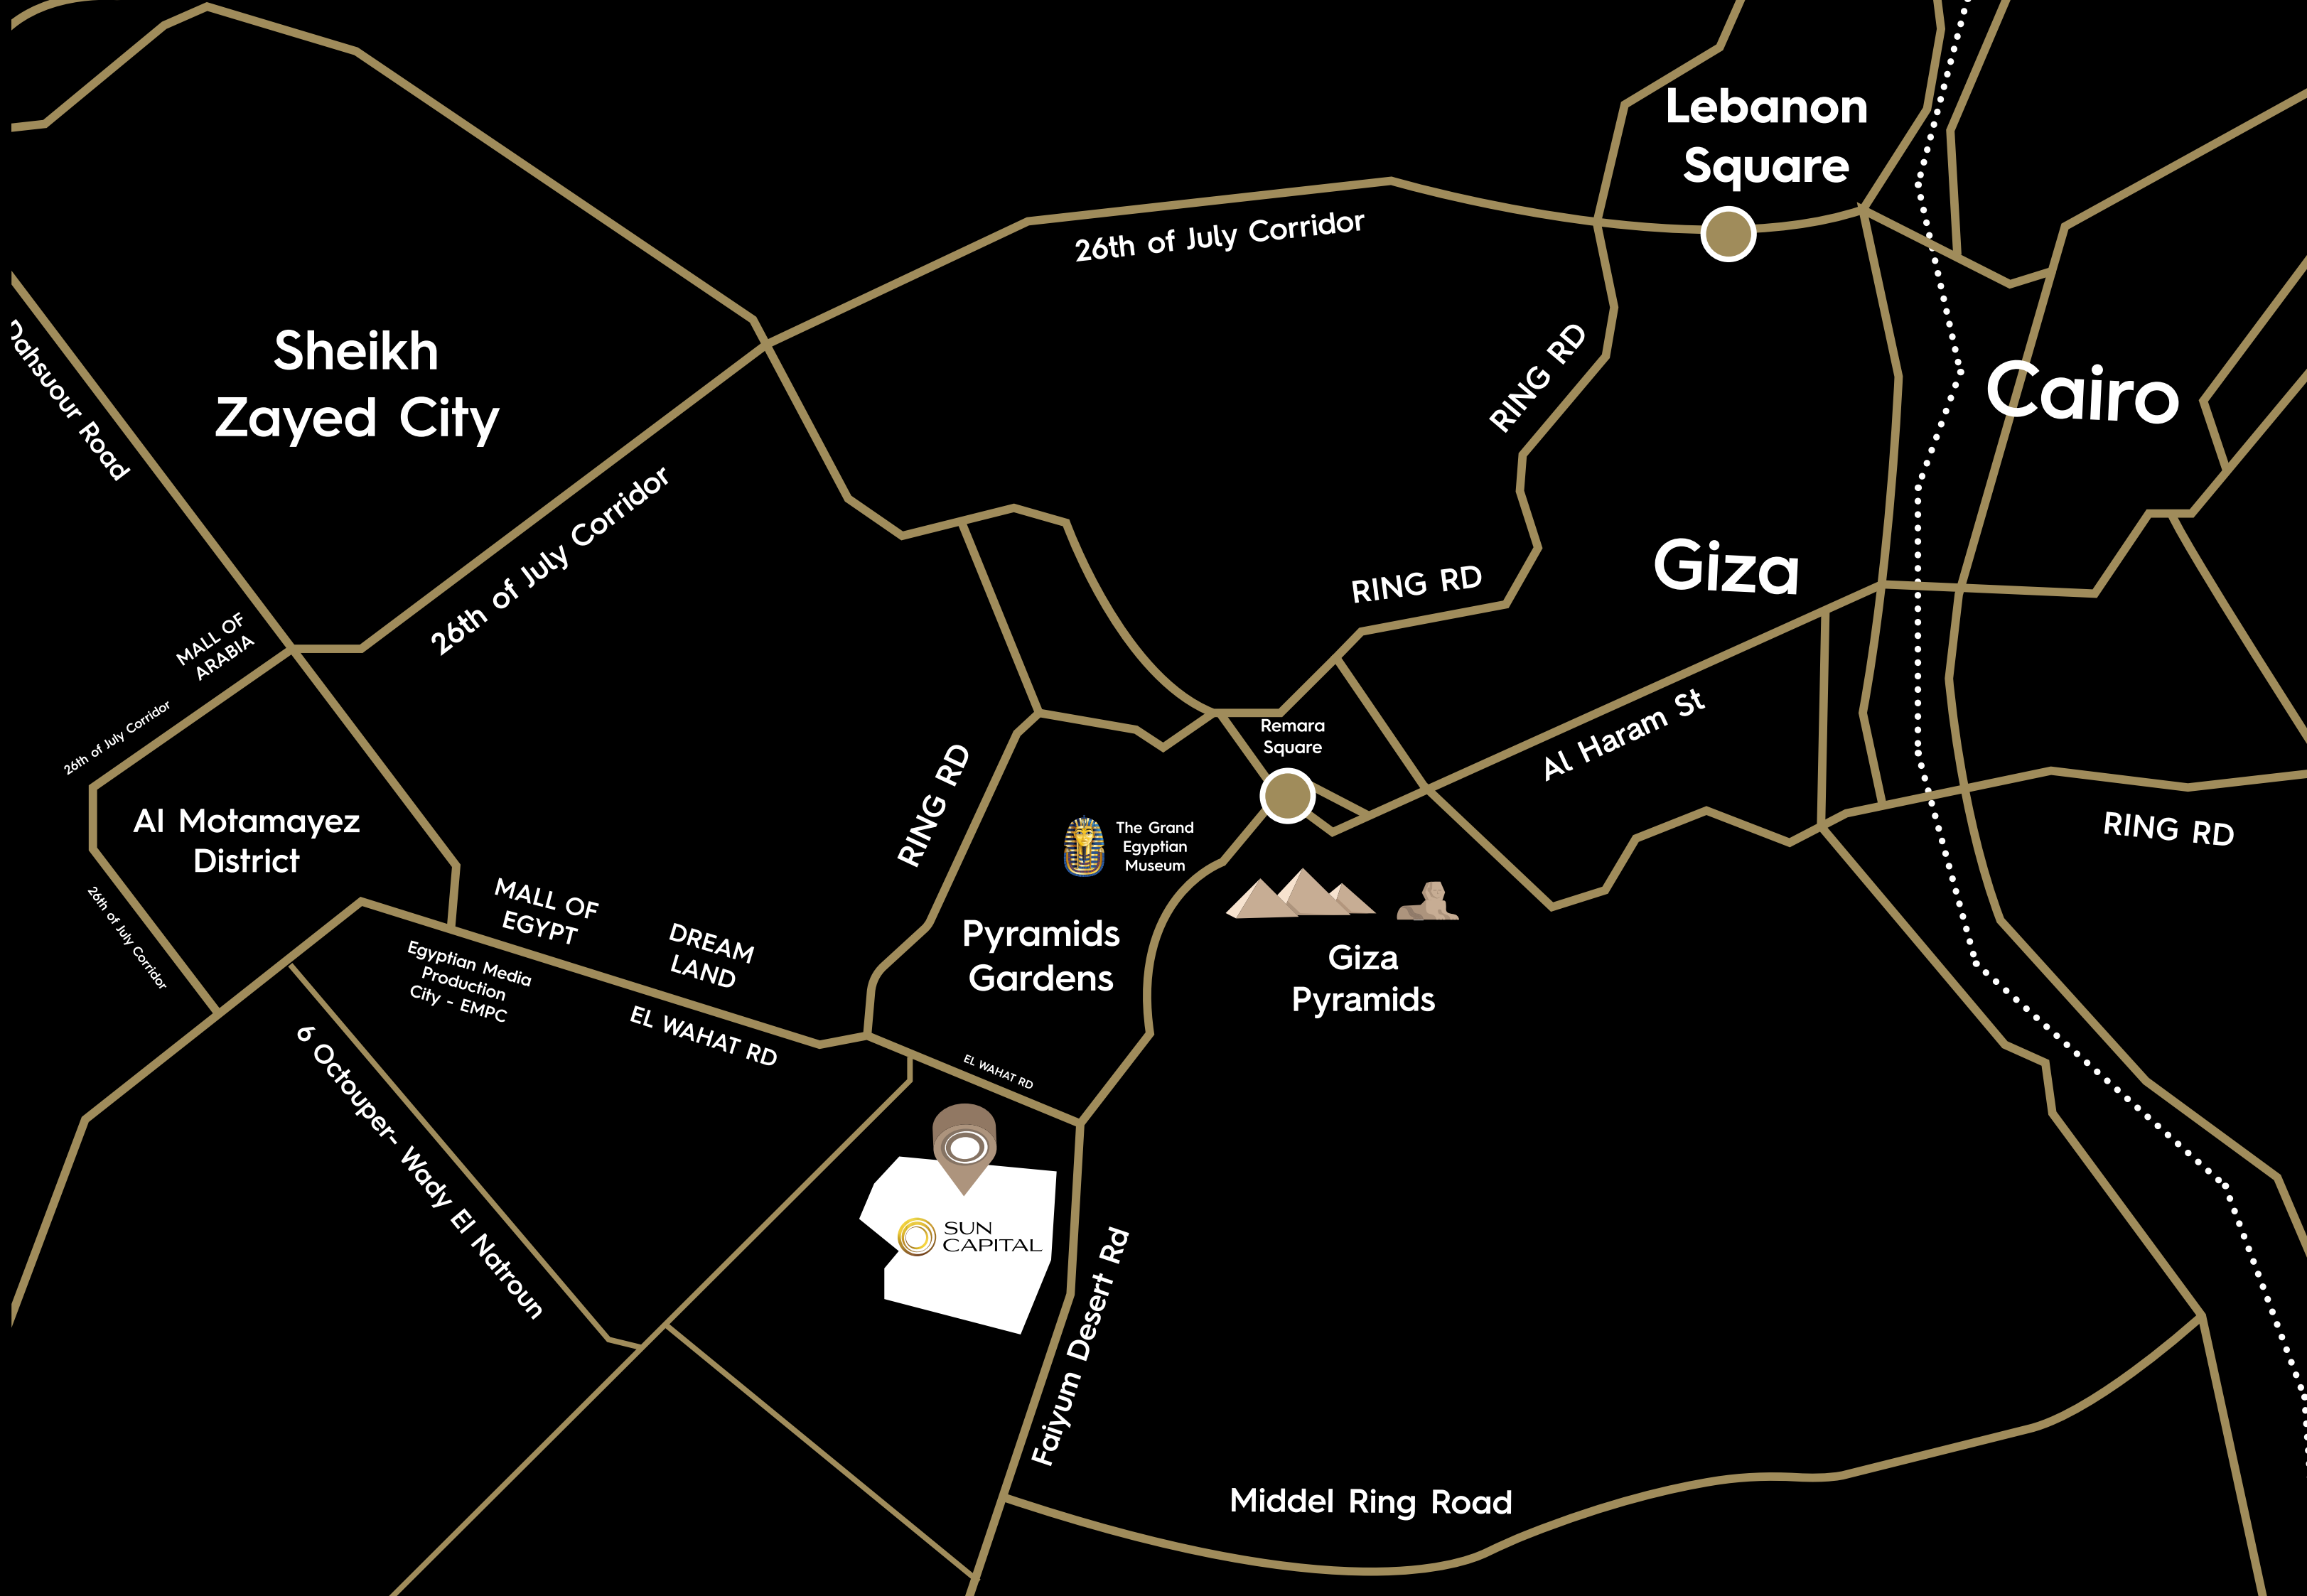 Lebanon
Square
26th of July Corridor
RING RD
Sheikh
Zayed City
Cairo
Dahsuour Road
26th of July Corridor
Giza
RING RD
MALL OF
ARABIA
26th of July Corridor
Al Haram St
Remara
Square
RING RD
Al Motamayez
District
The Grand
Egyptian
Museum
RING RD
26th of July Corridor
MALL OF
EGYPT
DREAM
LAND
Pyramids
Gardens
Giza
Pyramids
Egyptian Media
Production
City - EMPC
EL WAHAT RD
EL WAHAT RD
6 Octouper- Wady El Natroun
SUN
CAPITAL
Faiyum Desert Rd
Middel Ring Road